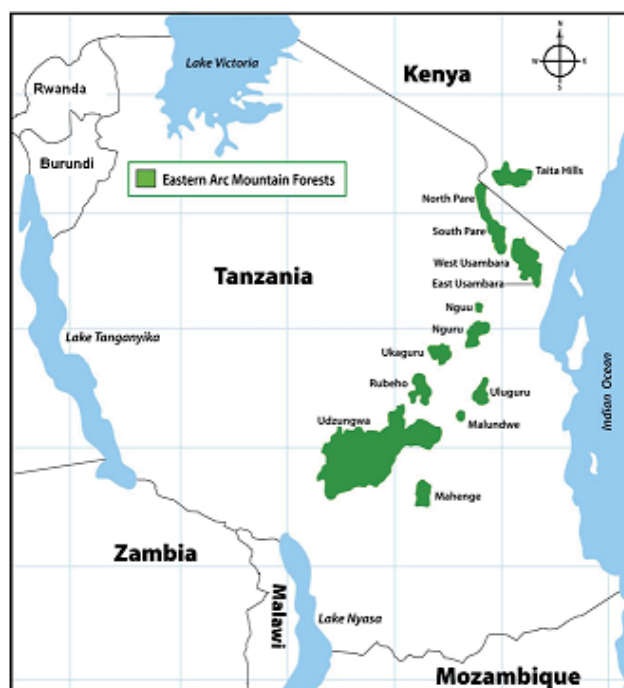 N
W
E
S
Lake Victoria
Kenya
Rwanda
Burundi
Eastern Arc Mountain Forests
Taita Hills
North Pare
South Pare
West Usambara
East Usambara
Tanzania
Nguu
Nguru
Lake Tanganyika
Ukaguru
Rubeho
Uluguru
Indian Ocean
Udzungwa
Malundwe
Mahenge
Zambia
Malawi
Lake Nyasa
Mozambique